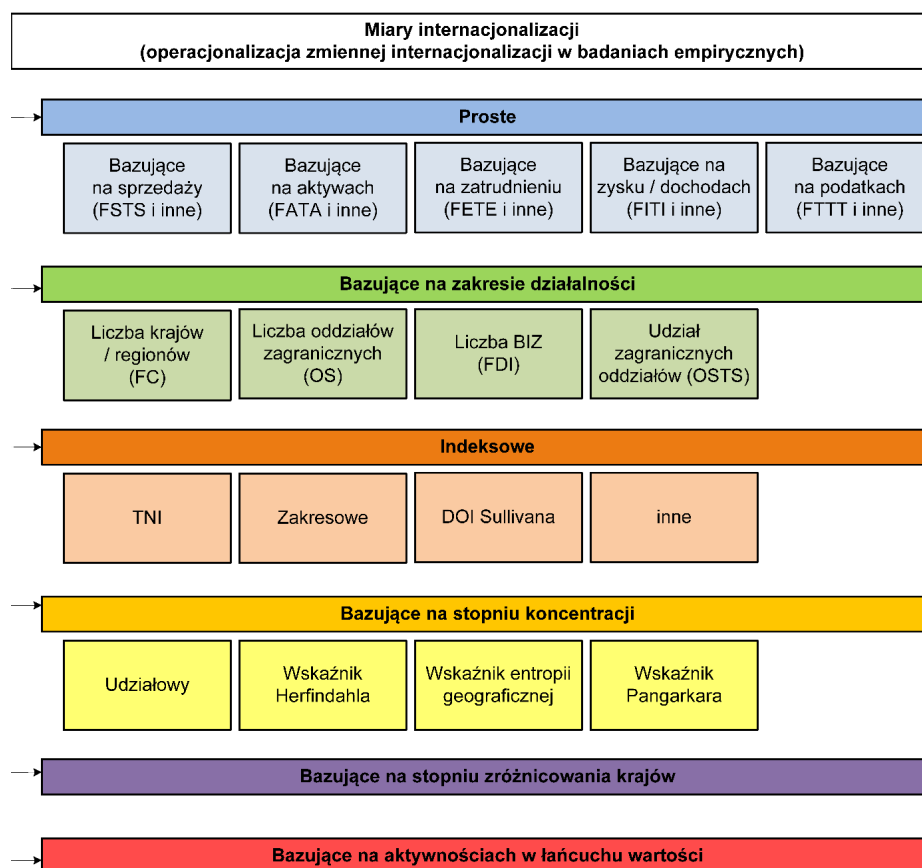 Miary internacjonalizacji
(operacjonalizacja zmiennej internacjonalizacji w badaniach empirycznych)
Proste
Bazujące
na sprzedaży
(FSTS i inne)
Bazujące
na aktywach
(FATA i inne)
Bazujące
na zatrudnieniu
(FETE i inne)
Bazujące na
zysku / dochodach
(FITI i inne)
Bazujące
na podatkach
(FTTT i inne)
Bazujące na zakresie działalności
Liczba krajów
/ regionów
(FC)
Liczba oddziałów
zagranicznych
(OS)
Liczba BIZ
(FDI)
Udział
zagranicznych
oddziałów (OSTS)
Indeksowe
TNI
Zakresowe
DOI Sullivana
inne
Bazujące na stopniu koncentracji
Udziałowy
Wskaźnik
Herfindahla
Wskaźnik entropii
geograficznej
Wskaźnik
Pangarkara
Bazujące na stopniu zróżnicowania krajów
Bazujące na aktywnościach w łańcuchu wartości